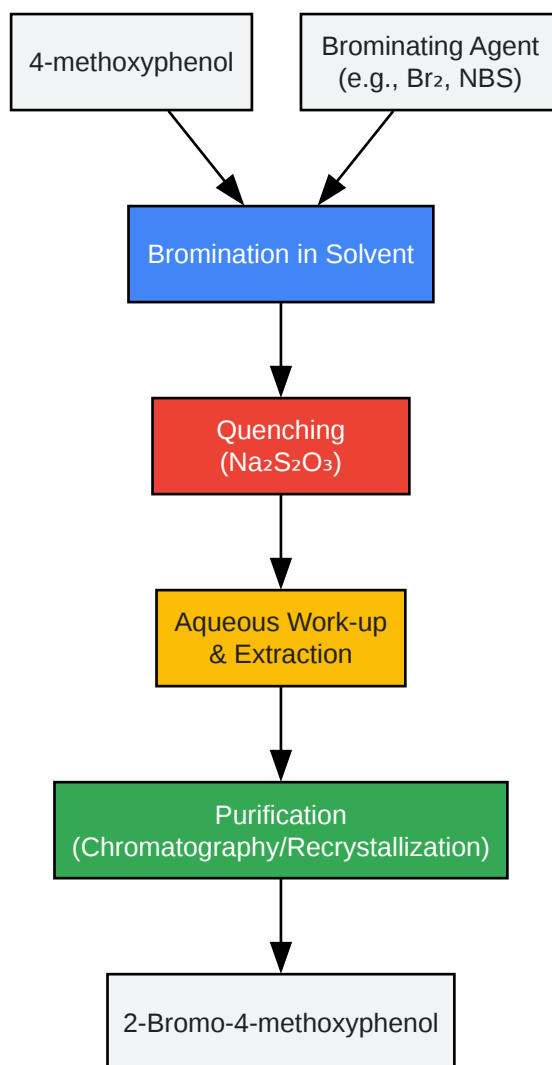 4-methoxyphenol
Brominating Agent
(e.g., Br₂, NBS)
Bromination in Solvent
Quenching
(Na₂S₂O₃)
Aqueous Work-up
& Extraction
Purification
(Chromatography/Recrystallization)
2-Bromo-4-methoxyphenol